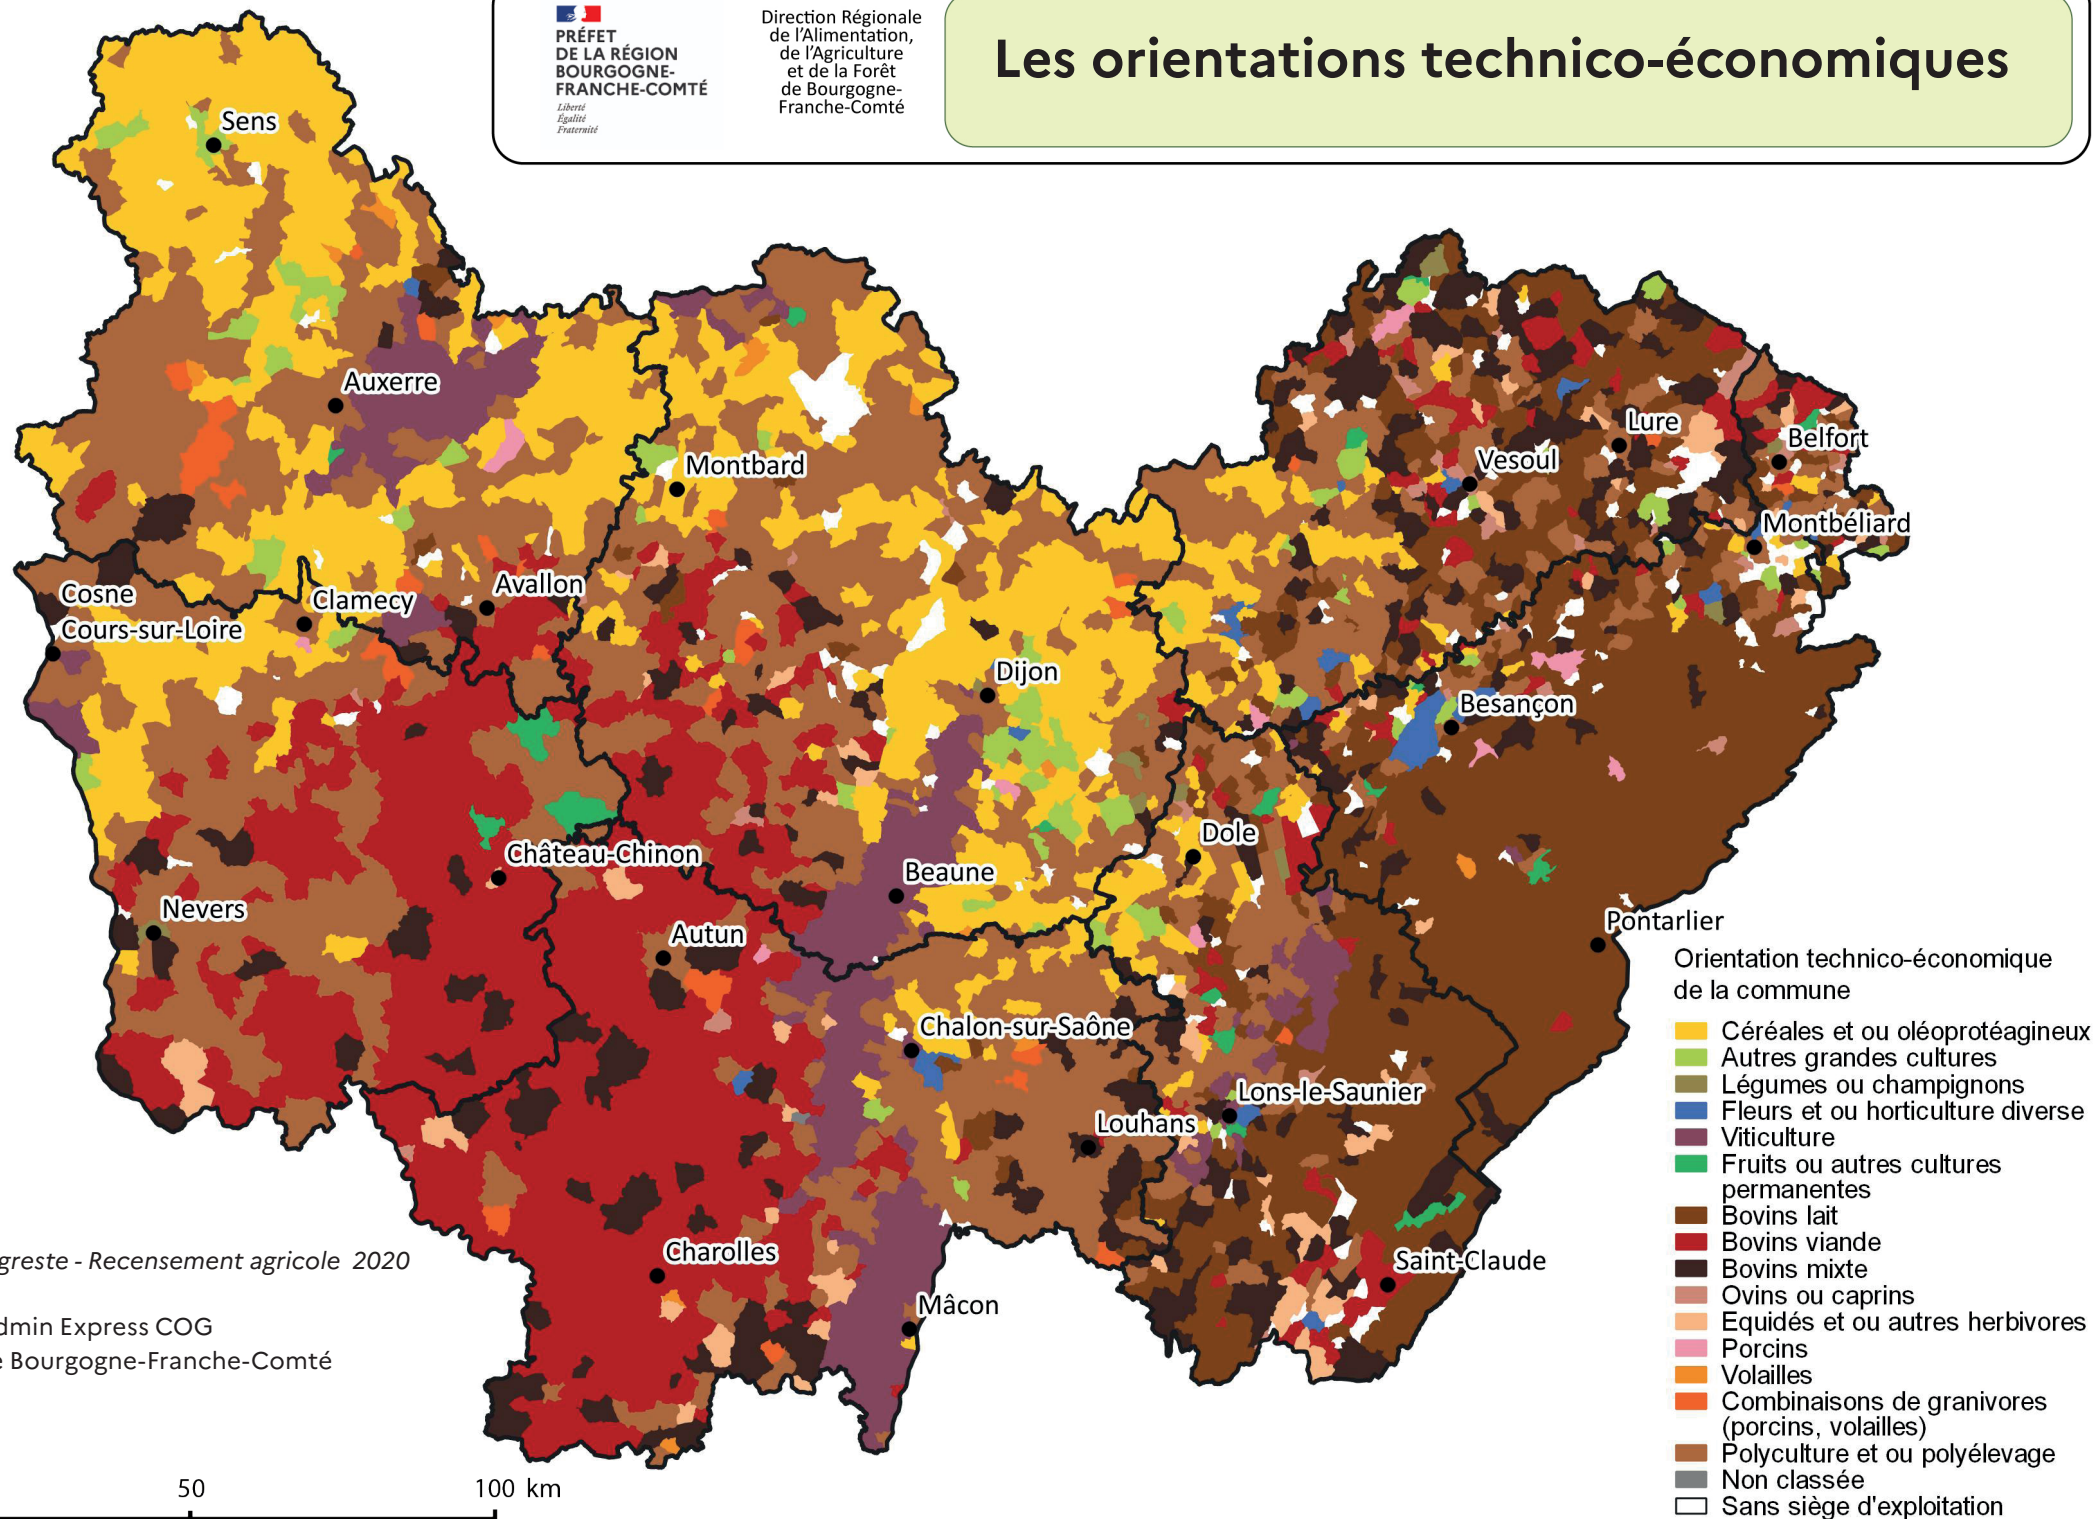 PRÉFET
DE LA RÉGION
BOURGOGNE-
FRANCHE-COMTÉ
Liberté
Égalité
Fraternité
Direction Régionale
de l'Alimentation,
de l'Agriculture
et de la Forêt
de Bourgogne-
Franche-Comté
Les orientations technico-économiques
Sens
Auxerre
Montbard
Lure
Belfort
Vesoul
Montbéliard
Avallon
Cosne
Cours-sur-Loire
Clamecy
Dijon
Besançon
Dole
Château-Chinon
Beaune
Nevers
Autun
Pontarlier
Chalon-sur-Saône
Lons-le-Saunier
Louhans
Charolles
Saint-Claude
Mâcon
Orientation technico-économique
de la commune
Céréales et ou oléoprotéagineux
Autres grandes cultures
Légumes ou champignons
Fleurs et ou horticulture diverse
Viticulture
Fruits ou autres cultures
permanentes
Bovins lait
Bovins viande
Bovins mixte
Ovins ou caprins
Equidés et ou autres herbivores
Porcins
Volailles
Combinaisons de granivores
(porcins, volailles)
Polyculture et ou polyélevage
Non classée
Sans siège d'exploitation
greste - Recensement agricole 2020
dmin Express COG
e Bourgogne-Franche-Comté
50
100 km